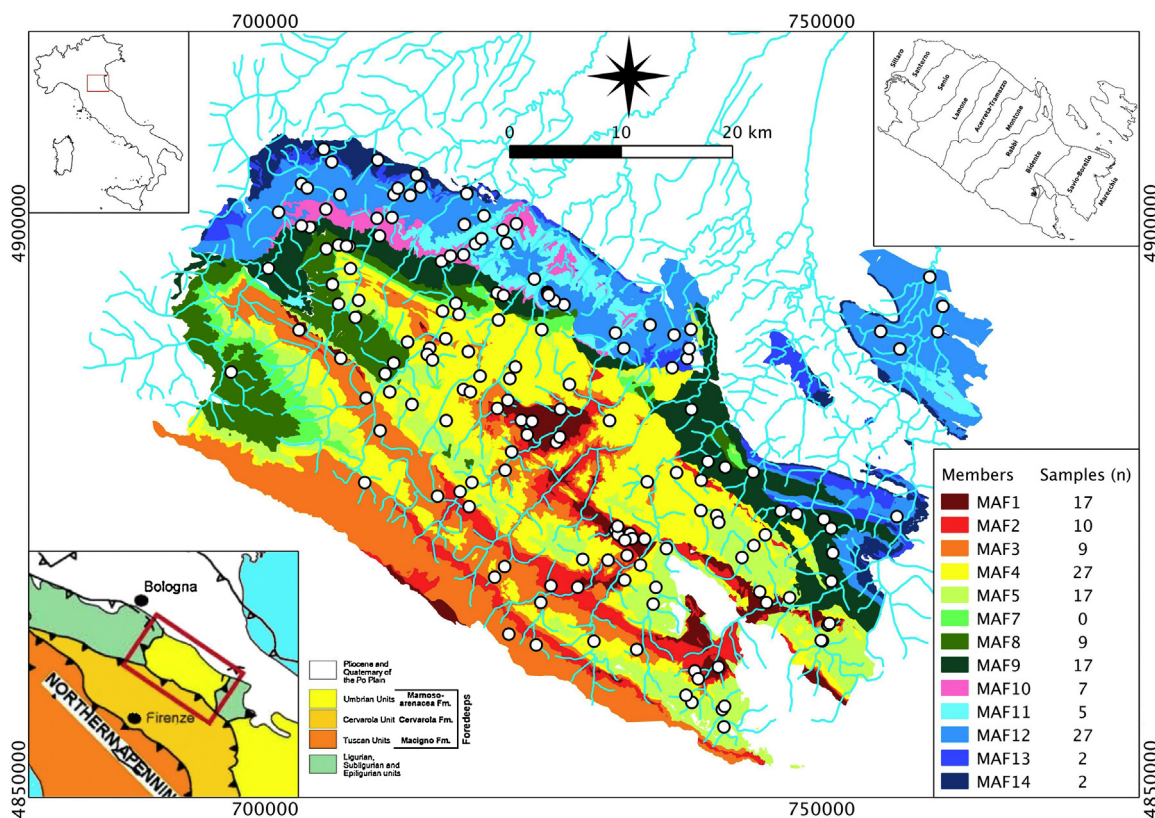 700000
750000
0
10
20 km
Sillaro
Santerno
Senio
Lamone
Acerreta-Tramazzo
Montone
Rabbi
Bidente
Savio-Borello
Marecchia
4900000
4900000
Members Samples (n)
MAF1 17
MAF2 10
MAF3 9
MAF4 27
MAF5 17
MAF7 0
MAF8 9
MAF9 17
MAF10 7
MAF11 5
MAF12 27
MAF13 2
MAF14 2
Bologna
Firenze
NORTHERN APENNIN
Pliocene and
Quaternary of
the Po Plain
Umbrian Units
Marnoso-
arenacea Fm.
Cervarola Unit
Cervarola Fm.
Tuscan Units
Macigno Fm.
Foredeeps
Ligurian,
Subligurian and
Epiligurian units
4850000
4850000
700000
750000